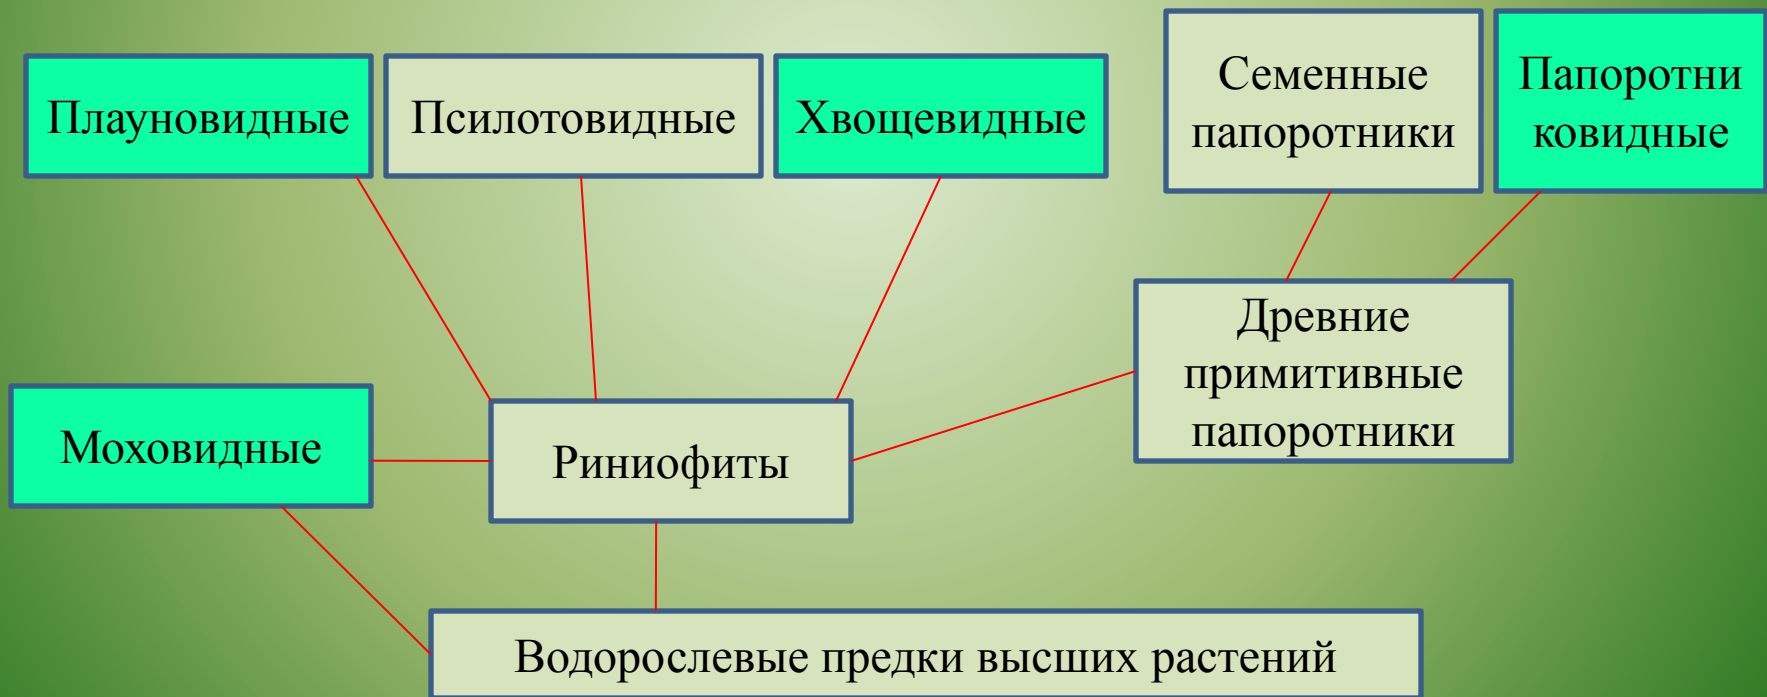 Плауновидные
Псилотовидные
Хвощевидные
Семенные
папоротники
Папоротни
ковидные
Древние
примитивные
папоротники
Моховидные
Риниофиты
Водорослевые предки высших растений